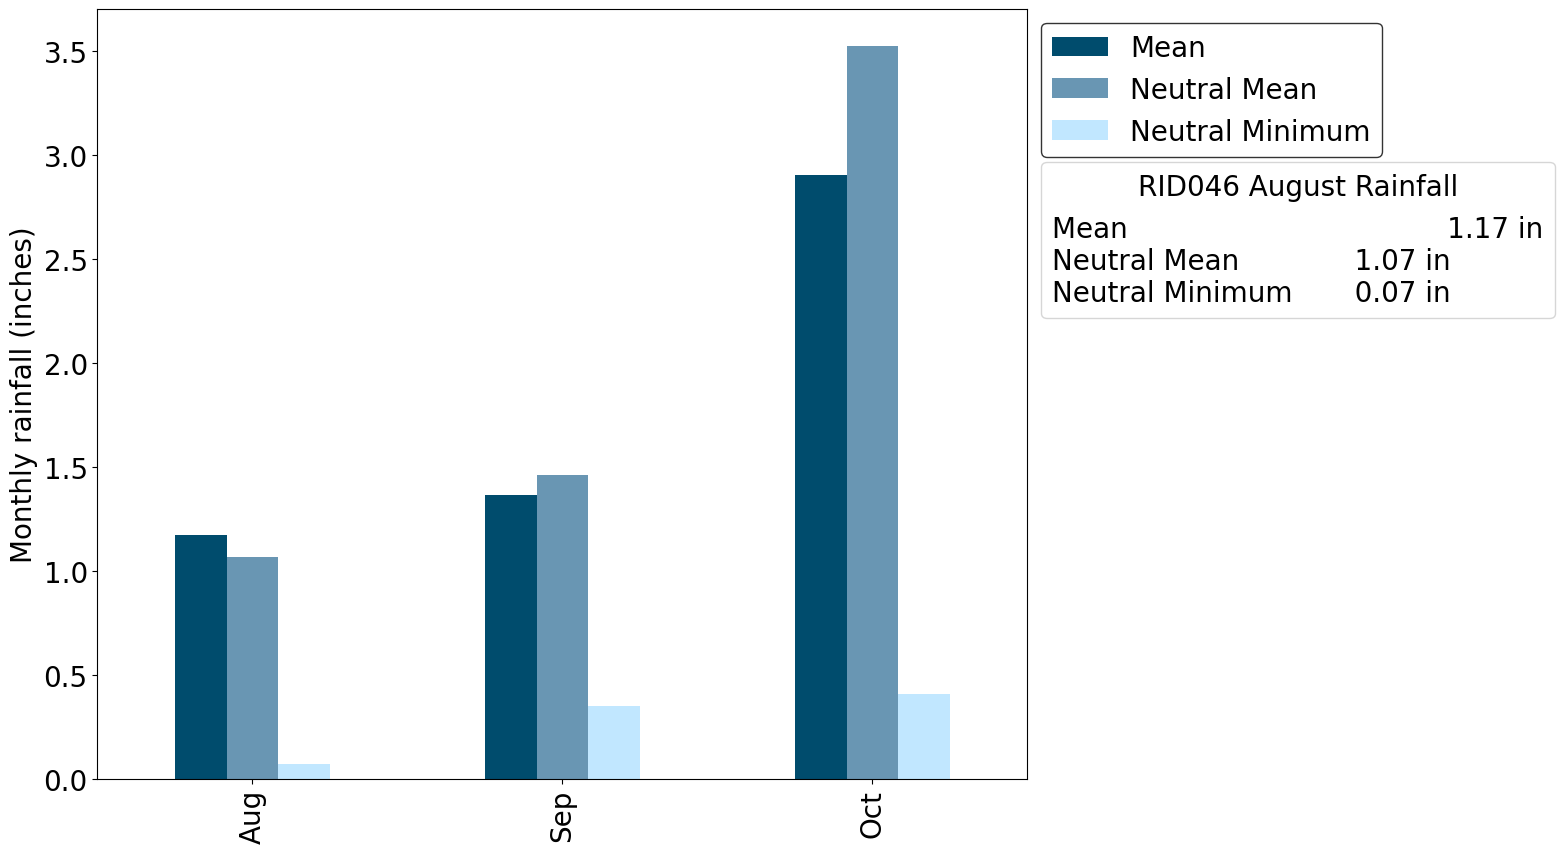 Monthly rainfall (inches)
3.5
3.0
2.5
2.0
1.5
1.0
0.5
0.0
Aug
Sep
Oct
Mean
Neutral Mean
Neutral Minimum
RID046 August Rainfall
Mean 1.17 in
Neutral Mean 1.07 in
Neutral Minimum 0.07 in